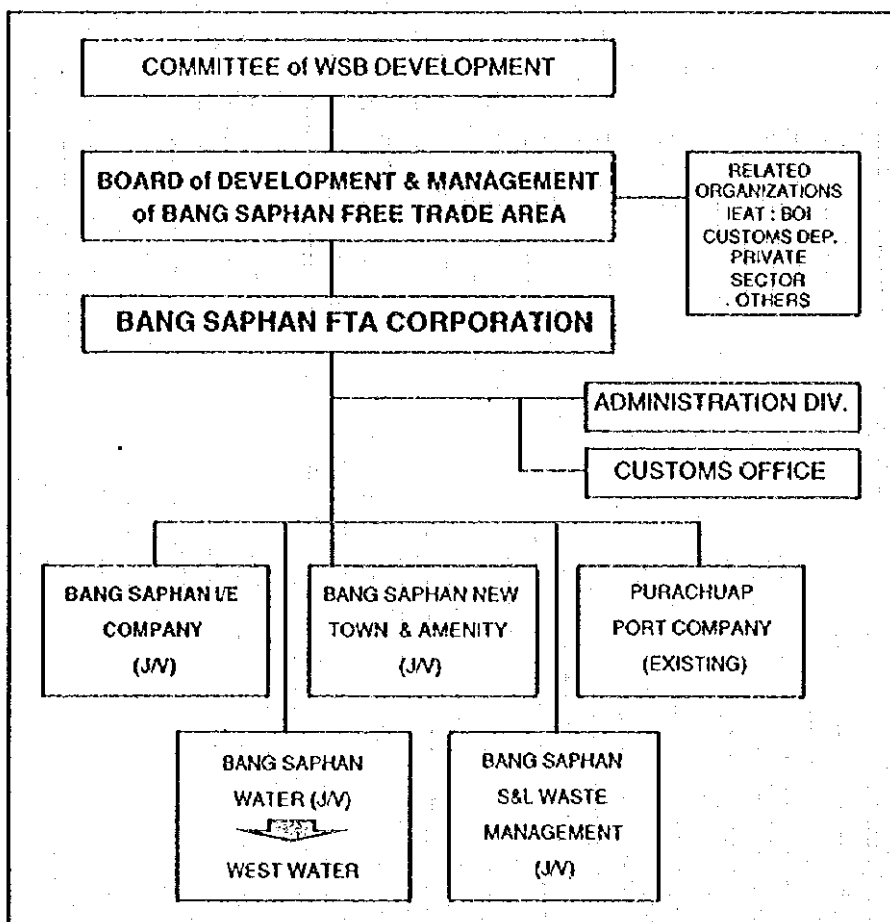 COMMITTEE of WSB DEVELOPMENT
BOARD of DEVELOPMENT & MANAGEMENT
of BANG SAPHAN FREE TRADE AREA
RELATED
ORGANIZATIONS
IEAT : BOI
CUSTOMS DEP.
PRIVATE
SECTOR
. OTHERS
BANG SAPHAN FTA CORPORATION
ADMINISTRATION DIV.
CUSTOMS OFFICE
BANG SAPHAN I/E
COMPANY
(J/V)
BANG SAPHAN NEW
TOWN & AMENITY
(J/V)
PURACHUAP
PORT COMPANY
(EXISTING)
BANG SAPHAN
WATER (J/V)
WEST WATER
BANG SAPHAN
S&L WASTE
MANAGEMENT
(J/V)